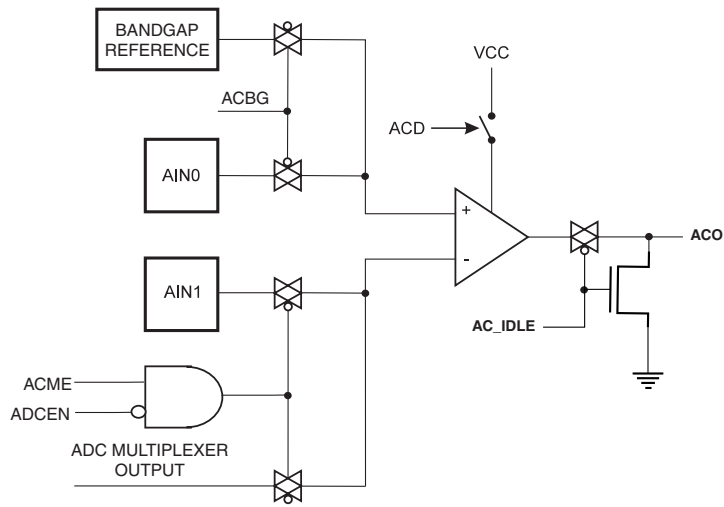 BANDGAP
REFERENCE
VCC
ACBG
ACD
AIN0
+
ACO
-
AIN1
AC_IDLE
ACME
ADCEN
ADC MULTIPLEXER
OUTPUT